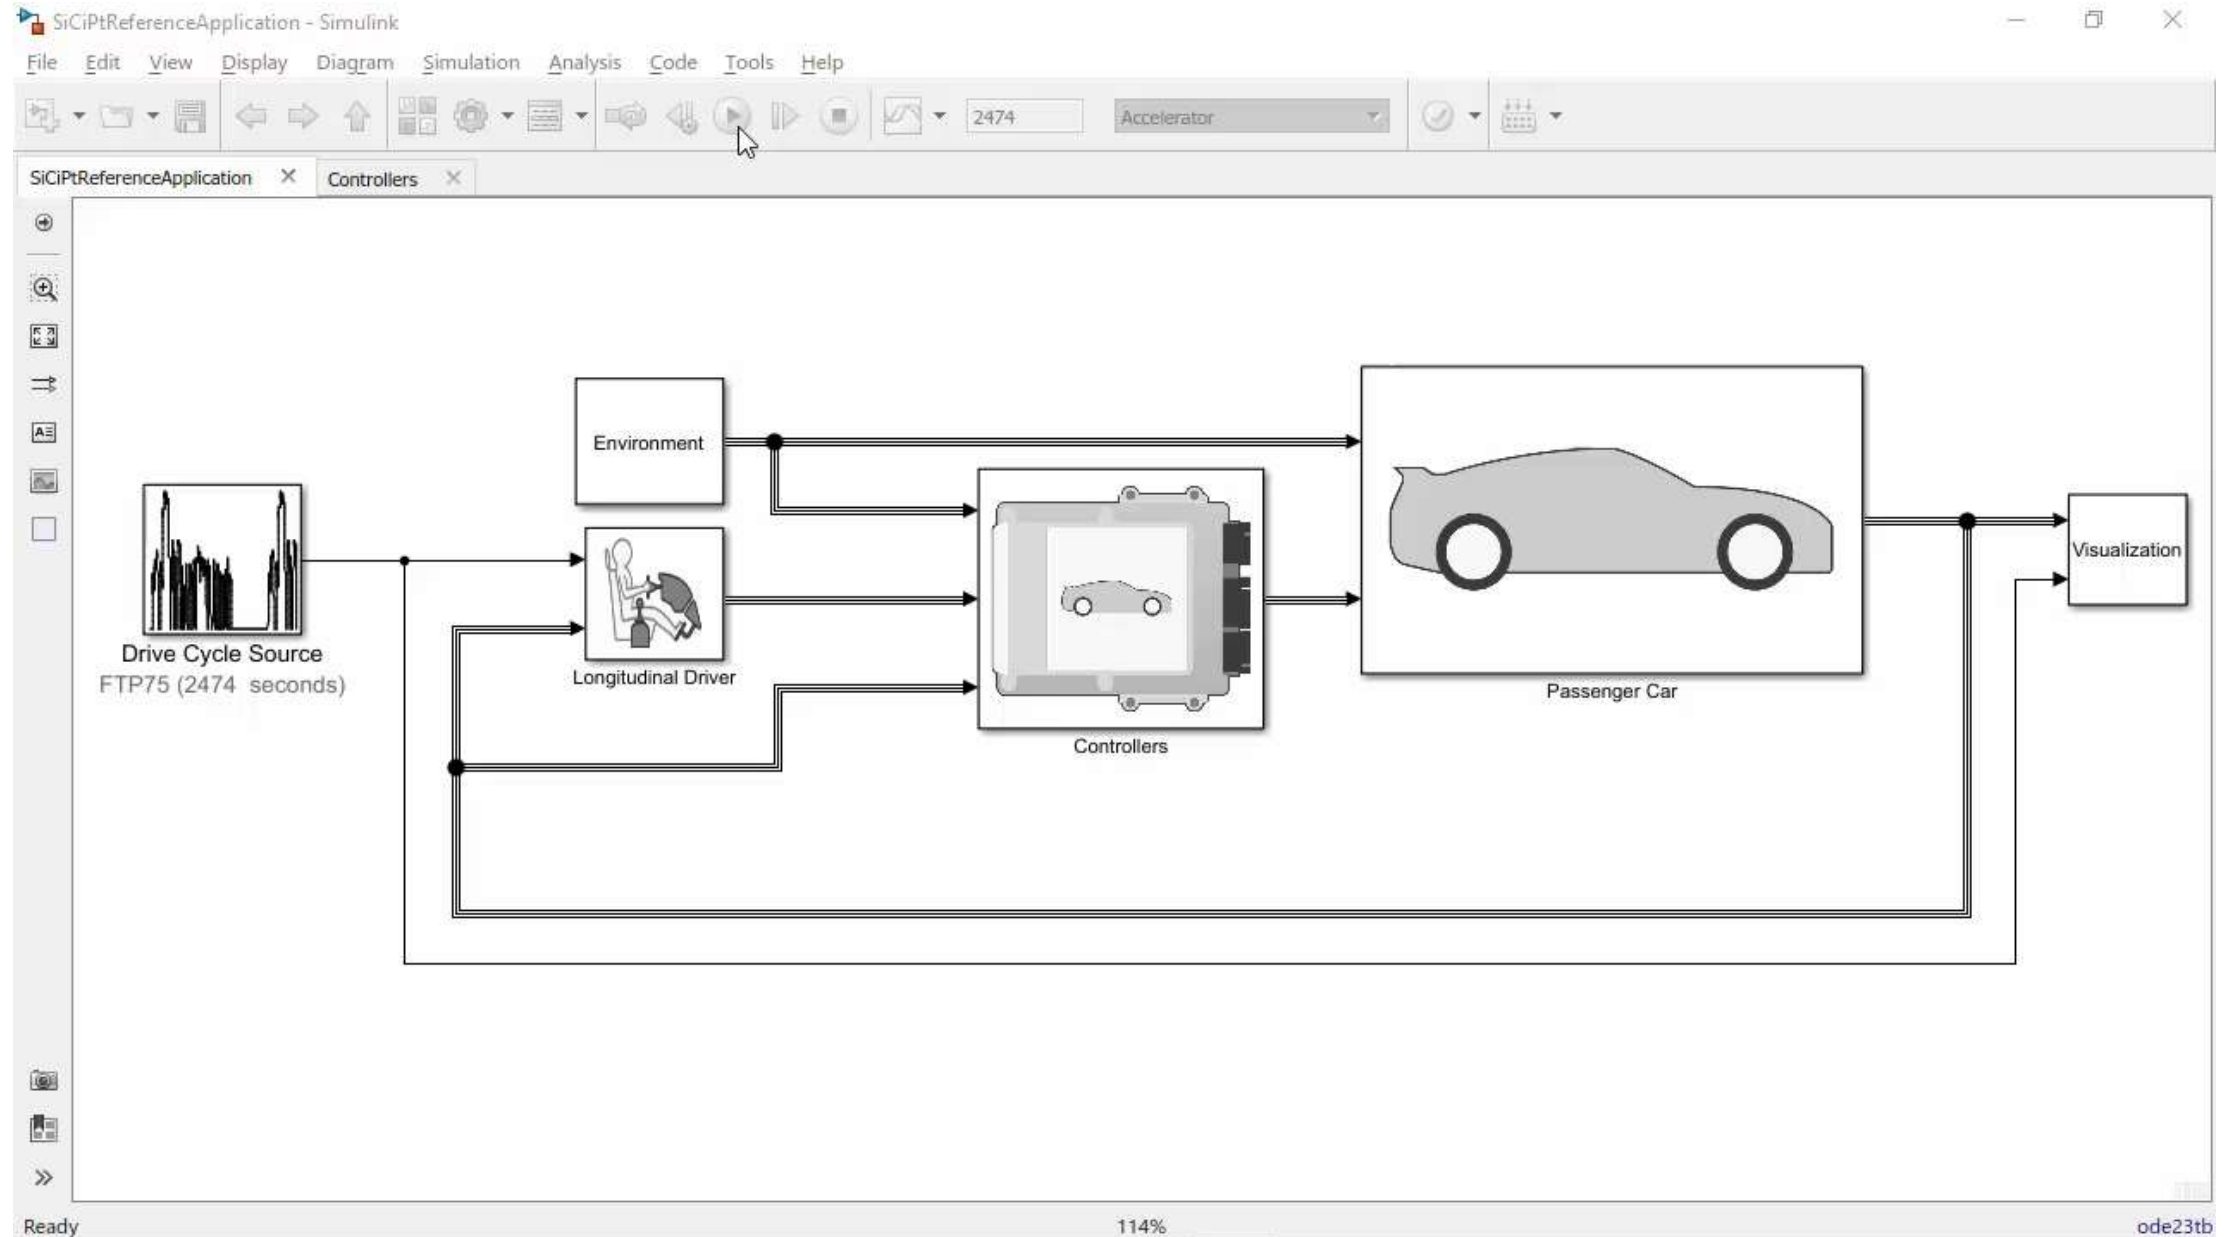 SiCiPtReferenceApplication - Simulink
File Edit View Display Diagram Simulation Analysis Code Tools Help
2474 Accelerator
SiCiPtReferenceApplication Controllers
Environment
Drive Cycle Source
FTP75 (2474 seconds)
Longitudinal Driver
Controllers
Passenger Car
Visualization
Ready 114% ode23tb